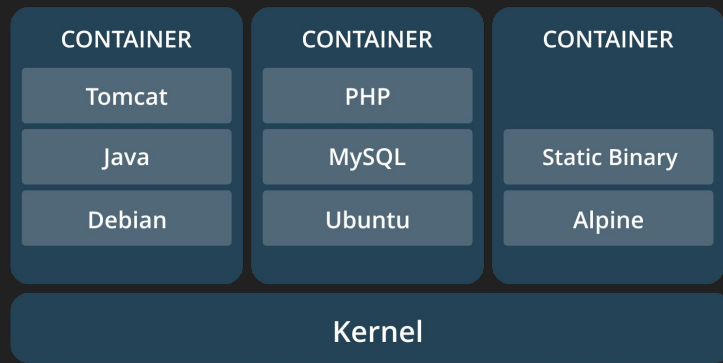 CONTAINER
Tomcat
Java
Debian
CONTAINER
PHP
MySQL
Ubuntu
CONTAINER
Static Binary
Alpine
Kernel